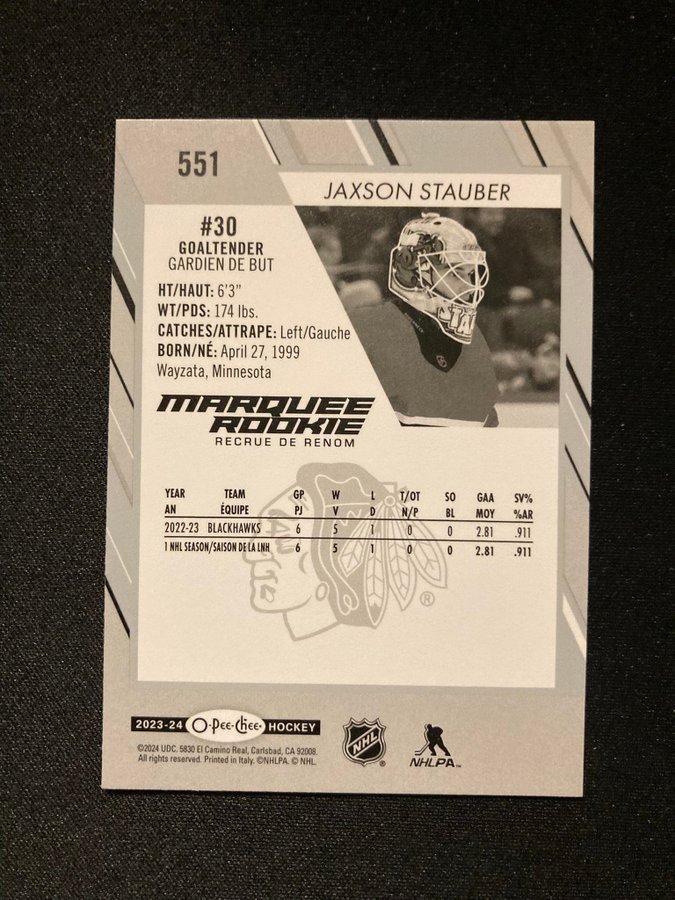 551
JAXSON STAUBER
#30
GOALTENDER
GARDIEN DE BUT
HT/HAUT: 6'3"
WT/PDS: 174 lbs.
CATCHES/ATTRAPE: Left/Gauche
BORN/NÉ: April 27, 1999
Wayzata, Minnesota
MARQUEE
ROOKIE
RECRUE DE RENOM
YEAR TEAM GP W L T/OT SO GAA SV%
AN ÉQUIPE PJ V D N/P BL MOY %AR
2022-23 BLACKHAWKS 6 5 1 0 0 2.81 .911
1 NHL SEASON/SAISON DE LA LNH 6 5 1 0 0 2.81 .911
®
2023-24 O-Pee-Chee HOCKEY
©2024 UDC. 5830 El Camino Real, Carlsbad, CA 92008.
All rights reserved. Printed in Italy. ©NHLPA. © NHL.
NHL ®
NHLPA™